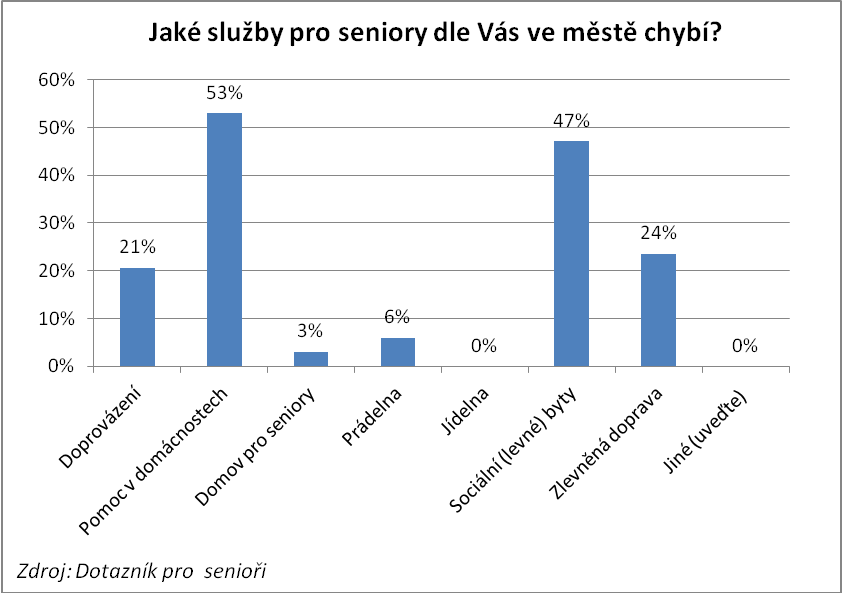 Jaké služby pro seniory dle Vás ve městě chybí?
60%
50%
40%
30%
20%
10%
0%
21%
53%
3%
6%
0%
47%
24%
0%
Doprovázení
Pomoc v domácnostech
Domov pro seniory
Prádelna
Jídelna
Sociální (levné) byty
Zlevněná doprava
Jiné (uveďte)
Zdroj: Dotazník pro  senioři